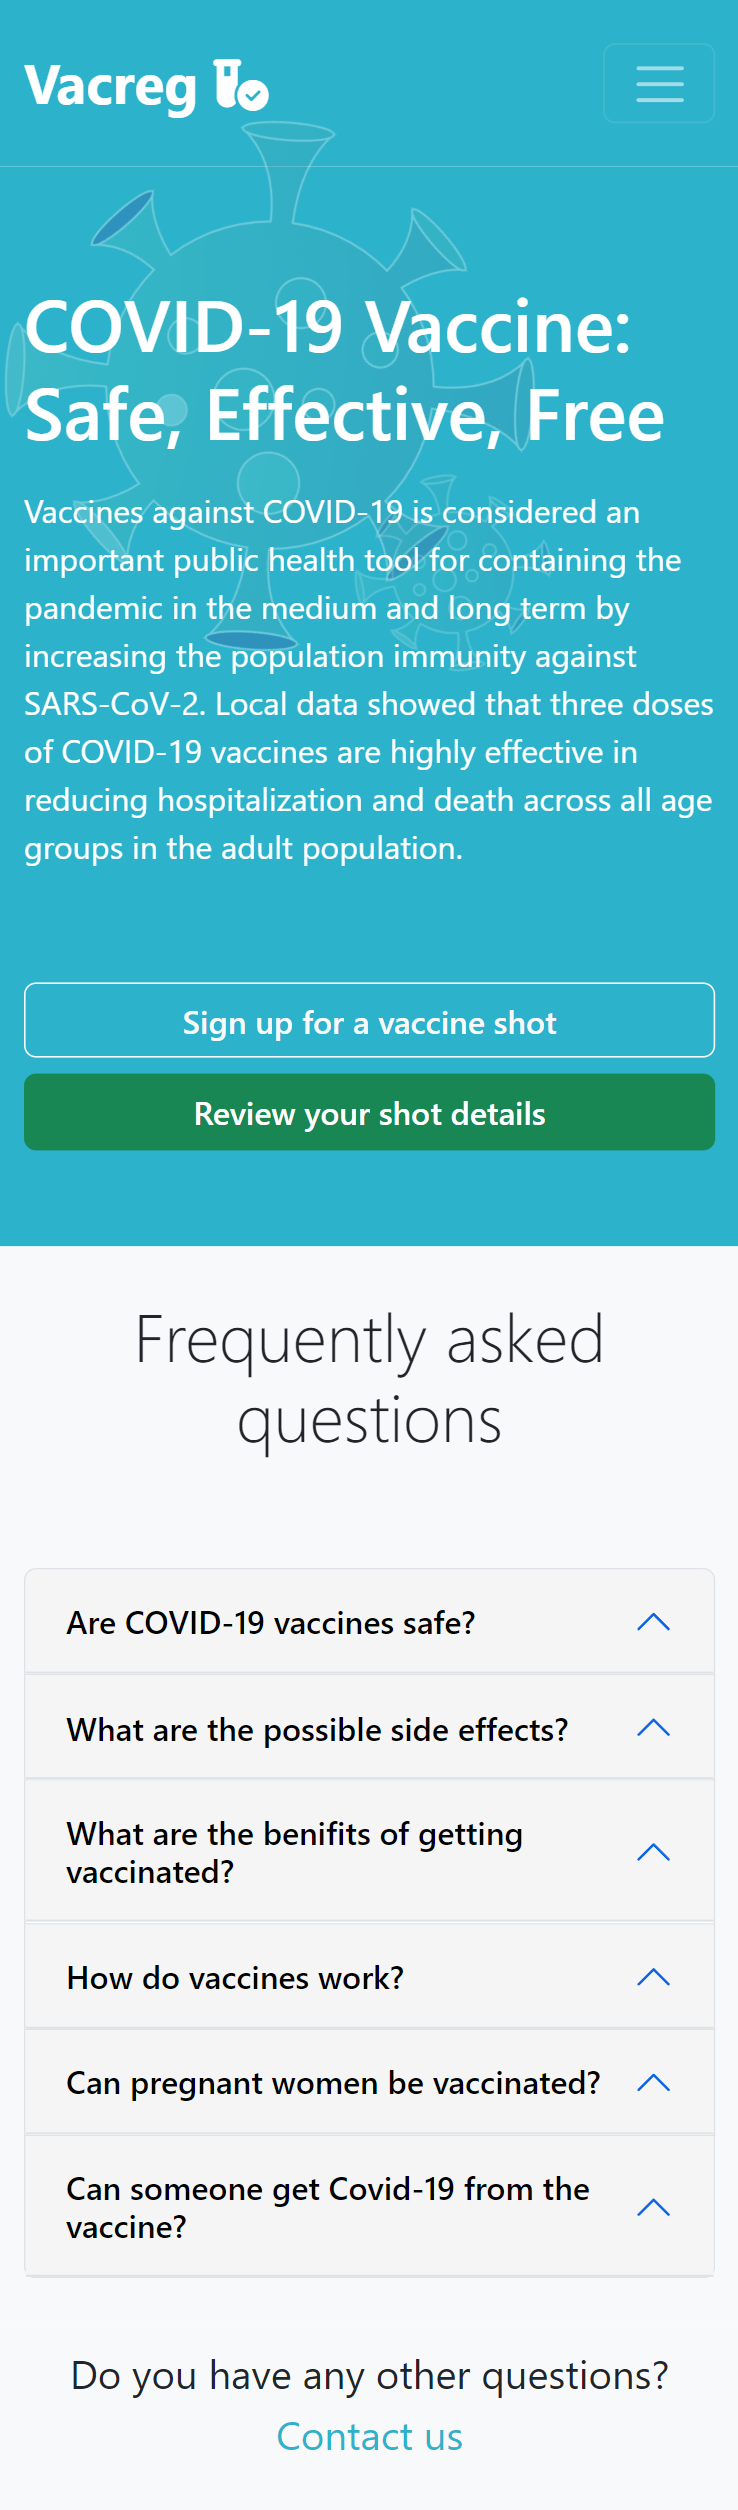 Vacreg
COVID-19 Vaccine:
Safe, Effective, Free
Vaccines against COVID-19 is considered an
important public health tool for containing the
pandemic in the medium and long term by
increasing the population immunity against
SARS-CoV-2. Local data showed that three doses
of COVID-19 vaccines are highly effective in
reducing hospitalization and death across all age
groups in the adult population.
Sign up for a vaccine shot
Review your shot details
Frequently asked
questions
Are COVID-19 vaccines safe?
What are the possible side effects?
What are the benifits of getting
vaccinated?
How do vaccines work?
Can pregnant women be vaccinated?
Can someone get Covid-19 from the
vaccine?
Do you have any other questions?
Contact us